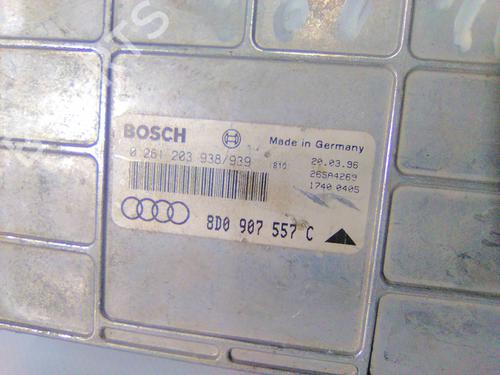 BOSCH
Made in Germany
0 261 203 938/939
810
20.03.96
26SA4269
1740 0405
8D0 907 557 C